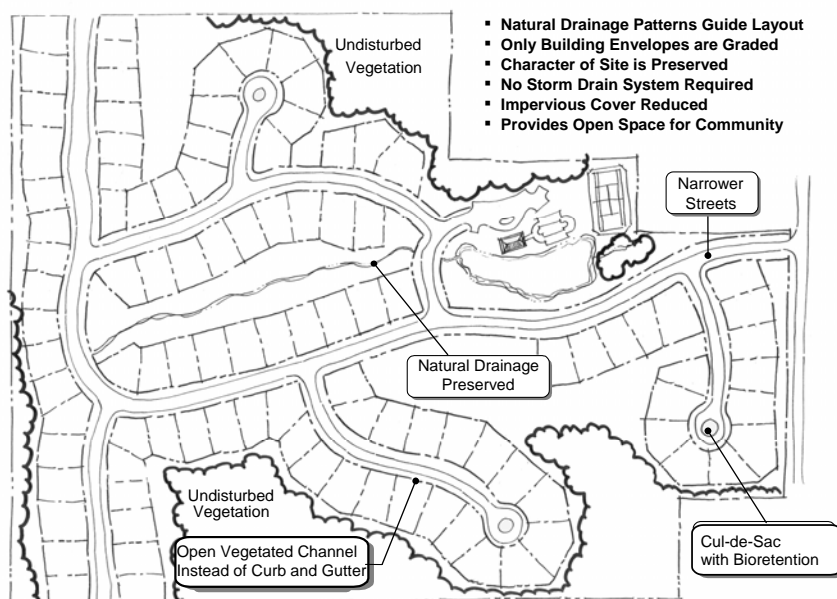 Undisturbed
Vegetation
▪ Natural Drainage Patterns Guide Layout
▪ Only Building Envelopes are Graded
▪ Character of Site is Preserved
▪ No Storm Drain System Required
▪ Impervious Cover Reduced
▪ Provides Open Space for Community
Narrower
Streets
Natural Drainage
Preserved
Undisturbed
Vegetation
Open Vegetated Channel
Instead of Curb and Gutter
Cul-de-Sac
with Bioretention